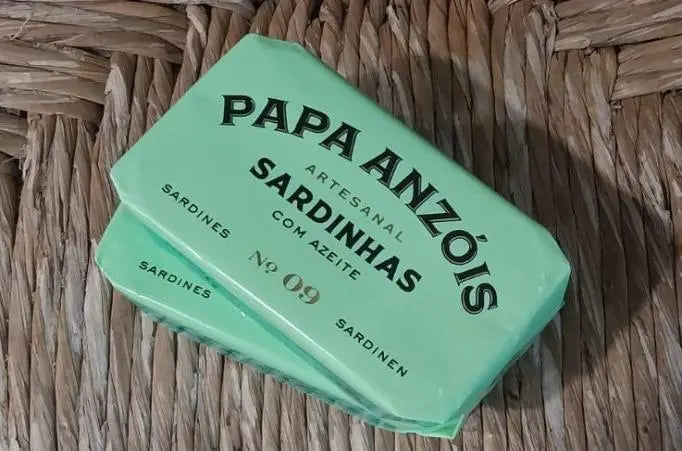 PAPA ANZÓIS
ARTESANAL
SARDINHAS
COM AZEITE
Nº 09
SARDINES
SARDINEN
SARDINES